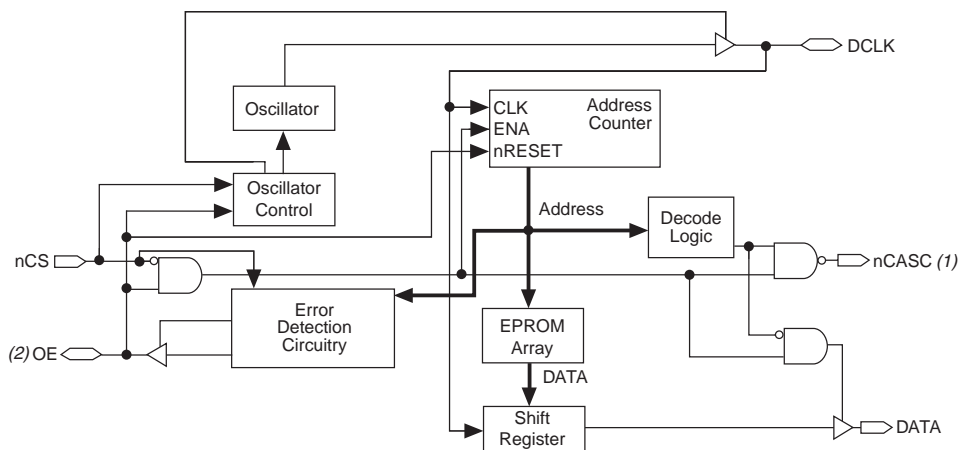 DCLK
Oscillator
CLK
Address
Counter
ENA
nRESET
Oscillator
Control
Address
Decode
Logic
nCS
nCASC (1)
Error
Detection
Circuitry
EPROM
Array
(2) OE
DATA
Shift
Register
DATA